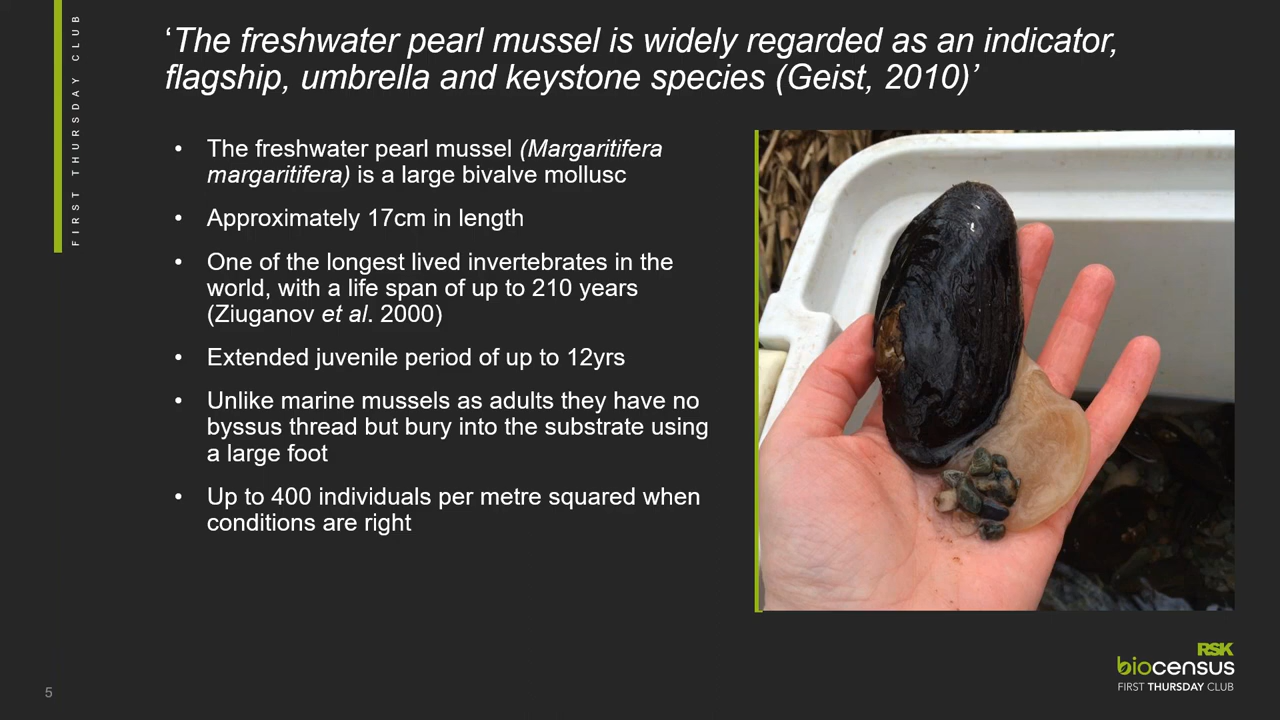 FIRST THURSDAY CLUB
‘The freshwater pearl mussel is widely regarded as an indicator,
flagship, umbrella and keystone species (Geist, 2010)’
• The freshwater pearl mussel (Margaritifera
margaritifera) is a large bivalve mollusc
• Approximately 17cm in length
• One of the longest lived invertebrates in the
world, with a life span of up to 210 years
(Ziuganov et al. 2000)
• Extended juvenile period of up to 12yrs
• Unlike marine mussels as adults they have no
byssus thread but bury into the substrate using
a large foot
• Up to 400 individuals per metre squared when
conditions are right
RSK
biocensus
FIRST THURSDAY CLUB
5